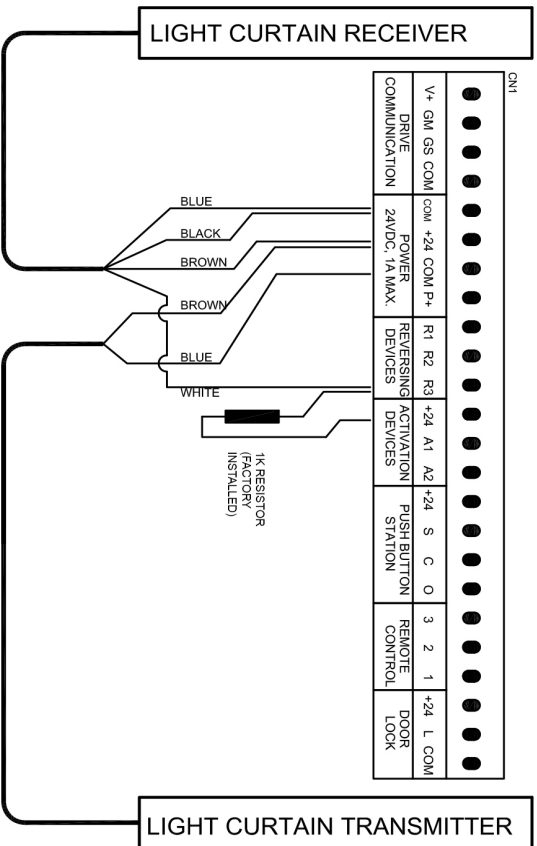 LIGHT CURTAIN RECEIVER
CN1
V+ GM GS COM
DRIVE
COMMUNICATION
COM +24 COM P+
POWER
24VDC, 1A MAX.
R1 R2 R3
REVERSING
DEVICES
+24 A1 A2
ACTIVATION
DEVICES
+24 S C O
PUSH BUTTON
STATION
3 2 1
REMOTE
CONTROL
+24 L COM
DOOR
LOCK
BLUE
BLACK
BROWN
BROWN
BLUE
WHITE
1K RESISTOR
(FACTORY
INSTALLED)
LIGHT CURTAIN TRANSMITTER